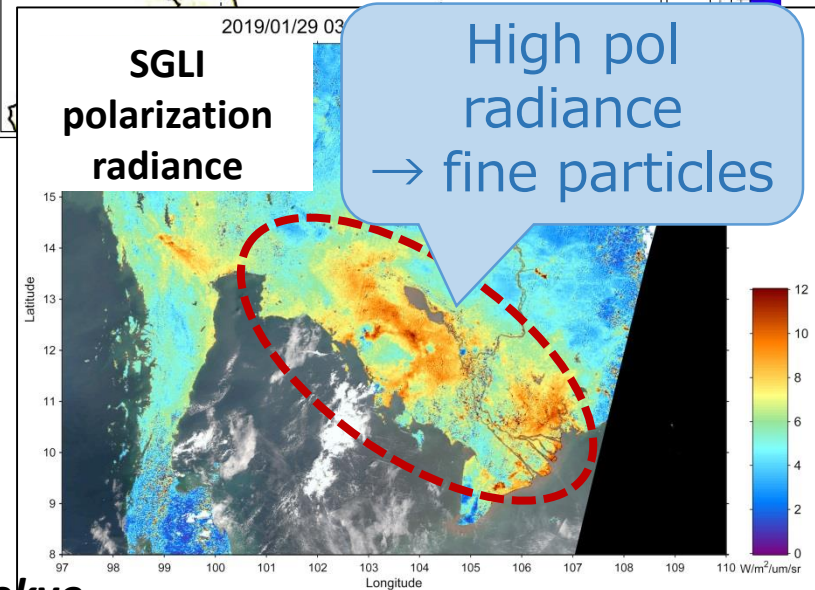 2019/01/29 03
SGLI
polarization
radiance
High pol
radiance
→ fine particles
15
14
13
12
11
10
9
8
Latitude
97 98 99 100 101 102 103 104 105 106 107 108 109 110
Longitude
12
10
8
6
4
2
0
W/m²/um/sr